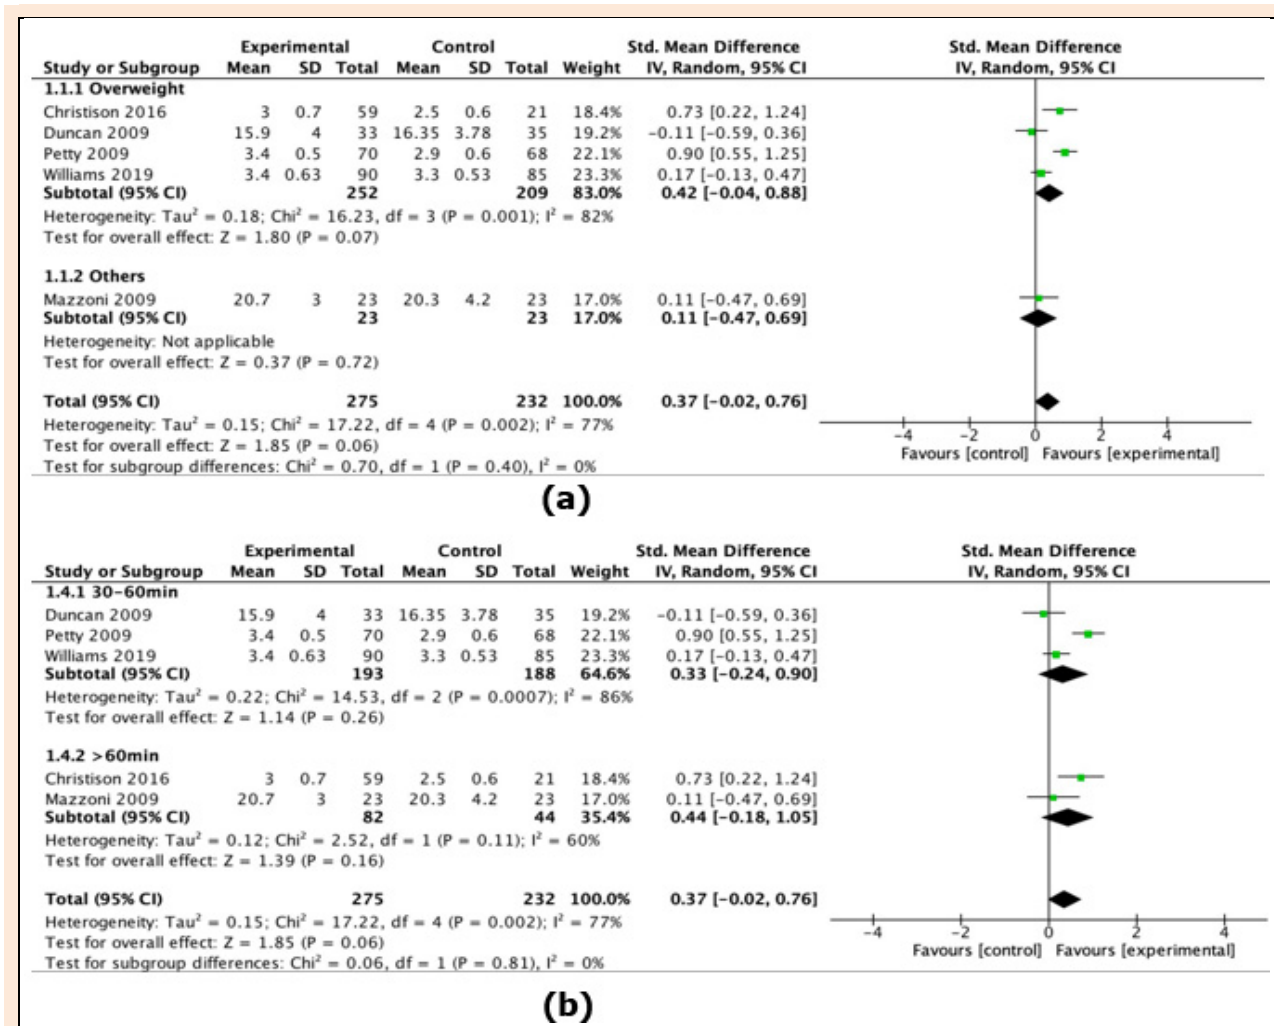 Experimental Control Std. Mean Difference Std. Mean Difference
Study or Subgroup Mean SD Total Mean SD Total Weight IV, Random, 95% CI IV, Random, 95% CI
1.1.1 Overweight
Christison 2016 3 0.7 59 2.5 0.6 21 18.4% 0.73 [0.22, 1.24]
Duncan 2009 15.9 4 33 16.35 3.78 35 19.2% −0.11 [−0.59, 0.36]
Petty 2009 3.4 0.5 70 2.9 0.6 68 22.1% 0.90 [0.55, 1.25]
Williams 2019 3.4 0.63 90 3.3 0.53 85 23.3% 0.17 [−0.13, 0.47]
Subtotal (95% CI) 252 209 83.0% 0.42 [−0.04, 0.88]
Heterogeneity: Tau² = 0.18; Chi² = 16.23, df = 3 (P = 0.001); I² = 82%
Test for overall effect: Z = 1.80 (P = 0.07)
1.1.2 Others
Mazzoni 2009 20.7 3 23 20.3 4.2 23 17.0% 0.11 [−0.47, 0.69]
Subtotal (95% CI) 23 23 17.0% 0.11 [−0.47, 0.69]
Heterogeneity: Not applicable
Test for overall effect: Z = 0.37 (P = 0.72)
Total (95% CI) 275 232 100.0% 0.37 [−0.02, 0.76]
Heterogeneity: Tau² = 0.15; Chi² = 17.22, df = 4 (P = 0.002); I² = 77%
Test for overall effect: Z = 1.85 (P = 0.06)
Test for subgroup differences: Chi² = 0.70, df = 1 (P = 0.40), I² = 0%
−4 −2 0 2 4
Favours [control] Favours [experimental]
(a)
Experimental Control Std. Mean Difference Std. Mean Difference
Study or Subgroup Mean SD Total Mean SD Total Weight IV, Random, 95% CI IV, Random, 95% CI
1.4.1 30−60min
Duncan 2009 15.9 4 33 16.35 3.78 35 19.2% −0.11 [−0.59, 0.36]
Petty 2009 3.4 0.5 70 2.9 0.6 68 22.1% 0.90 [0.55, 1.25]
Williams 2019 3.4 0.63 90 3.3 0.53 85 23.3% 0.17 [−0.13, 0.47]
Subtotal (95% CI) 193 188 64.6% 0.33 [−0.24, 0.90]
Heterogeneity: Tau² = 0.22; Chi² = 14.53, df = 2 (P = 0.0007); I² = 86%
Test for overall effect: Z = 1.14 (P = 0.26)
1.4.2 >60min
Christison 2016 3 0.7 59 2.5 0.6 21 18.4% 0.73 [0.22, 1.24]
Mazzoni 2009 20.7 3 23 20.3 4.2 23 17.0% 0.11 [−0.47, 0.69]
Subtotal (95% CI) 82 44 35.4% 0.44 [−0.18, 1.05]
Heterogeneity: Tau² = 0.12; Chi² = 2.52, df = 1 (P = 0.11); I² = 60%
Test for overall effect: Z = 1.39 (P = 0.16)
Total (95% CI) 275 232 100.0% 0.37 [−0.02, 0.76]
Heterogeneity: Tau² = 0.15; Chi² = 17.22, df = 4 (P = 0.002); I² = 77%
Test for overall effect: Z = 1.85 (P = 0.06)
Test for subgroup differences: Chi² = 0.06, df = 1 (P = 0.81), I² = 0%
−4 −2 0 2 4
Favours [control] Favours [experimental]
(b)